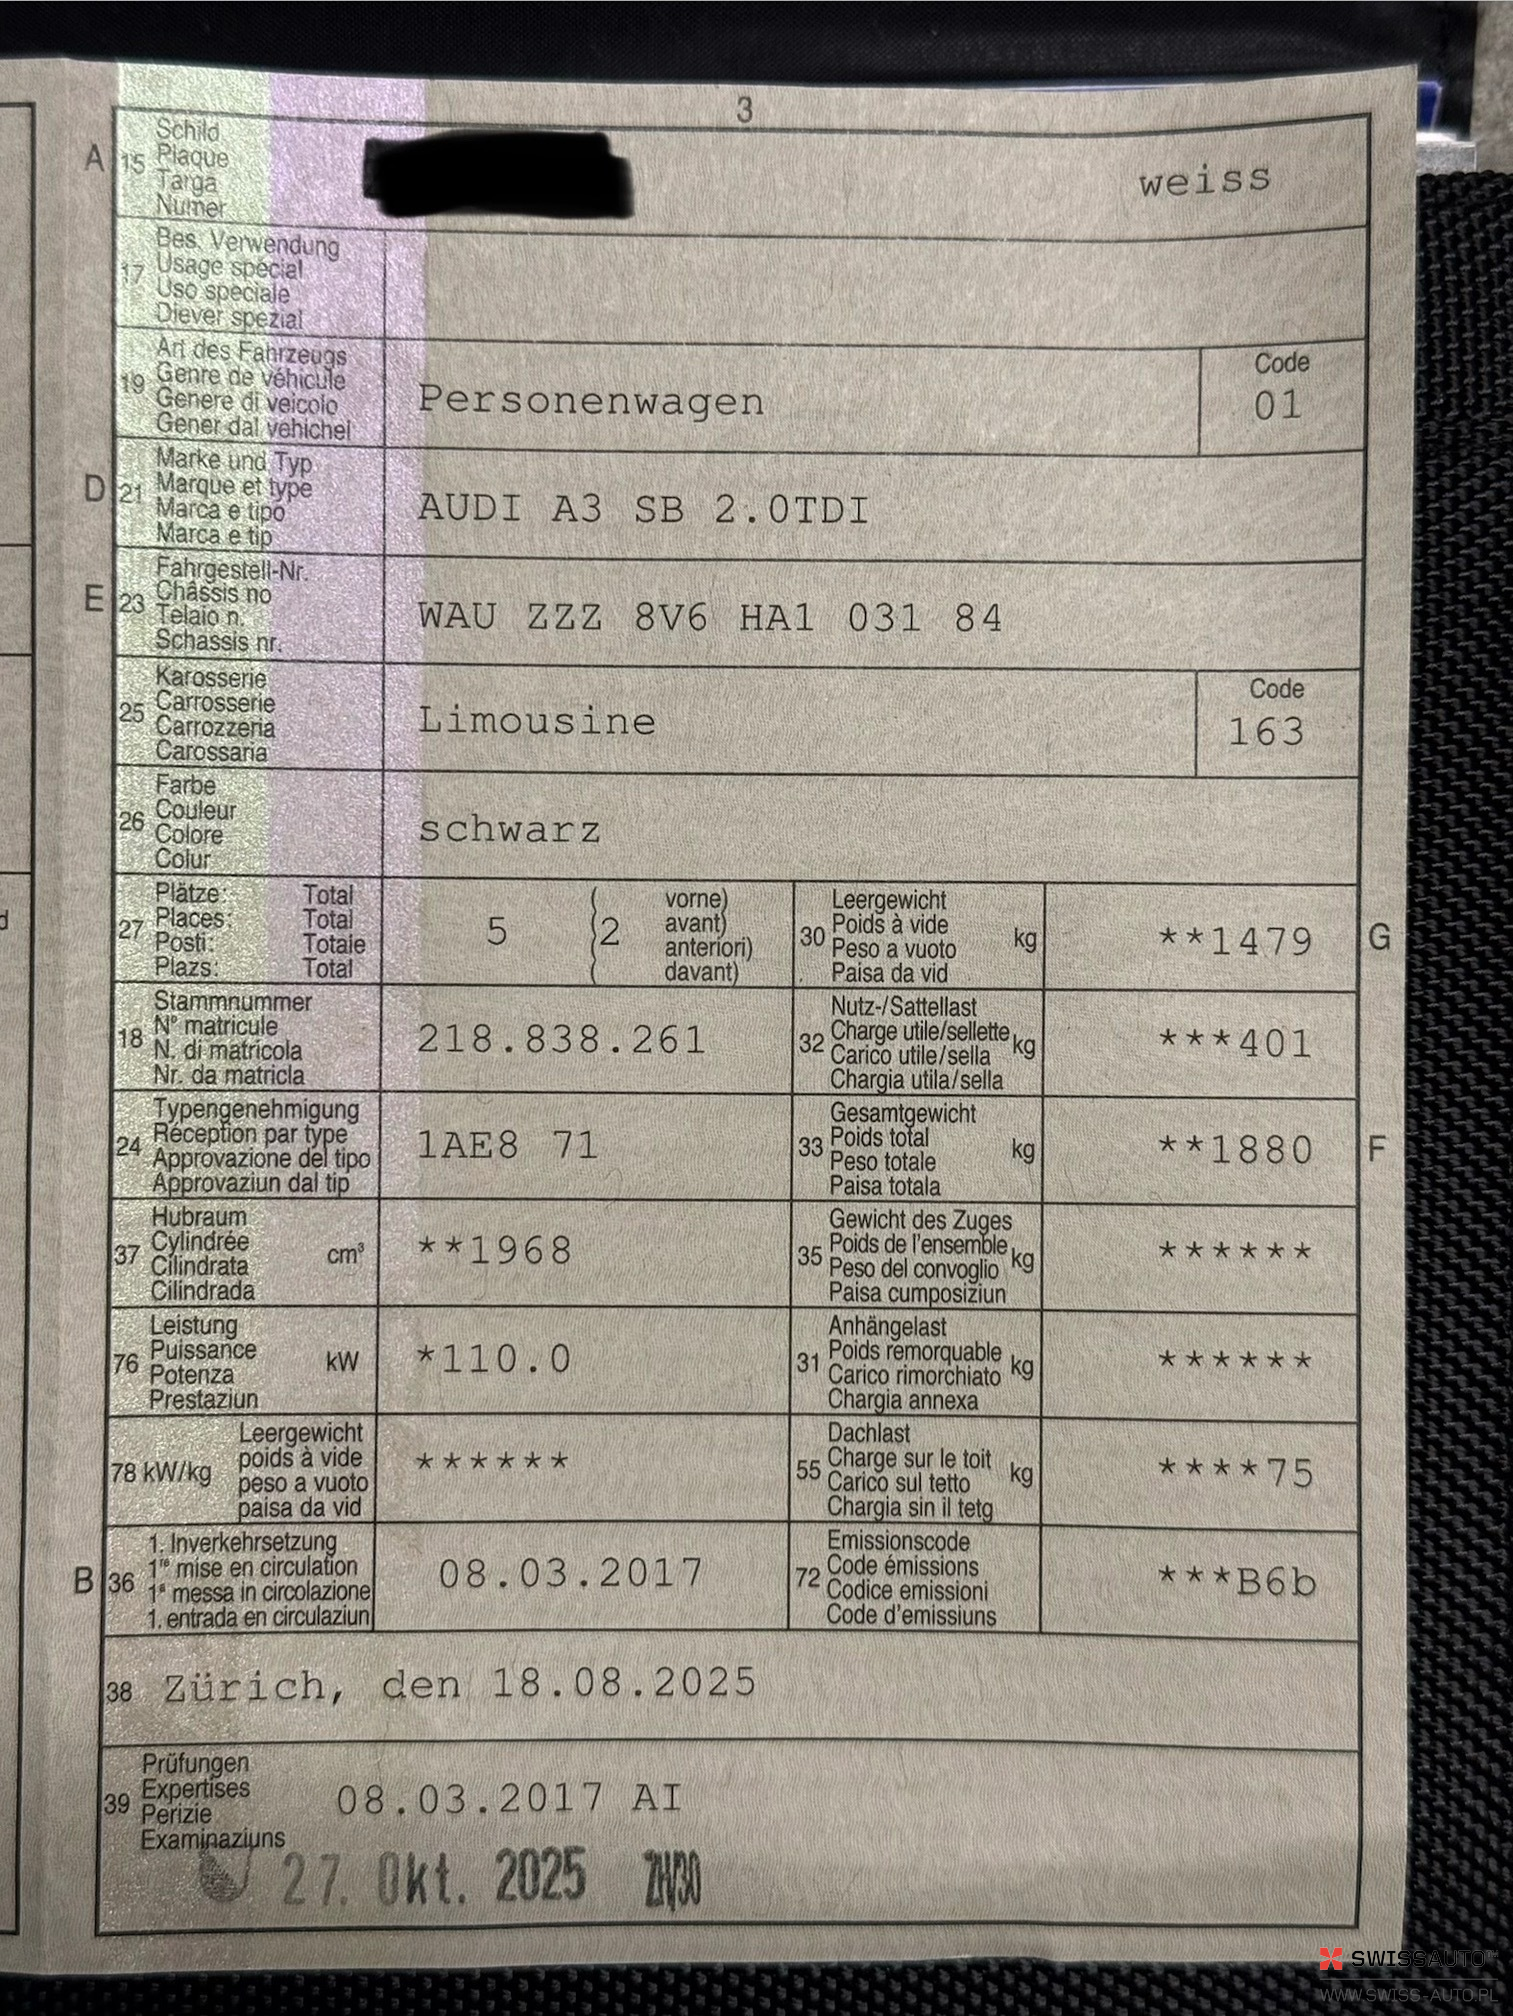 3
A 15 Schild
Plaque
Targa
Numer
weiss
17 Bes. Verwendung
Usage spécial
Uso speciale
Diever spezial
19 Art des Fahrzeugs
Genre de véhicule
Genere di veicolo
Gener dal vehichel
Personenwagen
Code
01
D 21 Marke und Typ
Marque et type
Marca e tipo
Marca e tip
AUDI A3 SB 2.0TDI
E 23 Fahrgestell-Nr.
Châssis no
Telaio n.
Schassis nr.
WAU ZZZ 8V6 HA1 031 84
25 Karosserie
Carrosserie
Carrozzeria
Carossaria
Limousine
Code
163
26 Farbe
Couleur
Colore
Colur
schwarz
27 Plätze: Total
Places: Total
Posti: Totale
Plazs: Total
5 (2 vorne)
avant)
anteriori)
davant)
30 Leergewicht
Poids à vide
Peso a vuoto
Paisa da vid
kg
**1479 G
18 Stammnummer
N° matricule
N. di matricola
Nr. da matricla
218.838.261
32 Nutz-/Sattellast
Charge utile/sellette
Carico utile/sella
Chargia utila/sella
kg
***401
24 Typengenehmigung
Réception par type
Approvazione del tipo
Approvaziun dal tip
1AE8 71
33 Gesamtgewicht
Poids total
Peso totale
Paisa totala
kg
**1880 F
37 Hubraum
Cylindrée
Cilindrata
Cilindrada
cm³
**1968
35 Gewicht des Zuges
Poids de l'ensemble
Peso del convoglio
Paisa cumposiziun
kg
******
76 Leistung
Puissance
Potenza
Prestaziun
kW
*110.0
31 Anhängelast
Poids remorquable
Carico rimorchiato
Chargia annexa
kg
******
78 kW/kg
Leergewicht
poids à vide
peso a vuoto
paisa da vid
******
55 Dachlast
Charge sur le toit
Carico sul tetto
Chargia sin il tetg
kg
****75
B 36 1. Inverkehrsetzung
1re mise en circulation
1a messa in circolazione
1. entrada en circulaziun
08.03.2017
72 Emissionscode
Code émissions
Codice emissioni
Code d'emissiuns
***B6b
38 Zürich, den 18.08.2025
39 Prüfungen
Expertises
Perizie
Examinaziuns
08.03.2017 AI
27. Okt. 2025 ZH/30
SWISSAUTO
WWW.SWISS-AUTO.PL